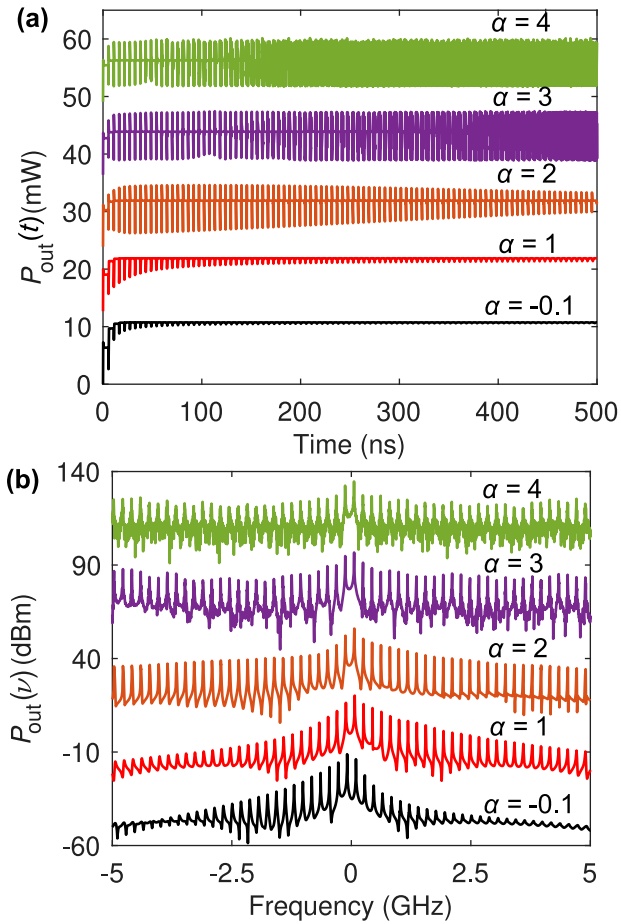 (a)
60
50
40
30
20
10
0
P_out(t)(mW)
α = 4
α = 3
α = 2
α = 1
α = -0.1
0 100 200 300 400 500
Time (ns)
(b)
140
90
40
-10
-60
P_out(ν)(dBm)
α = 4
α = 3
α = 2
α = 1
α = -0.1
-5 -2.5 0 2.5 5
Frequency (GHz)